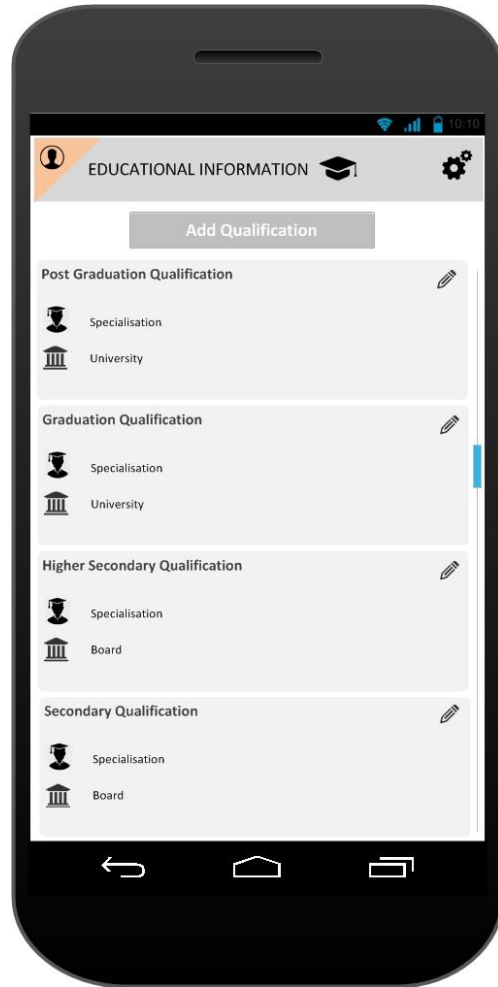 10:10
EDUCATIONAL INFORMATION
Add Qualification
Post Graduation Qualification
Specialisation
University
Graduation Qualification
Specialisation
University
Higher Secondary Qualification
Specialisation
Board
Secondary Qualification
Specialisation
Board